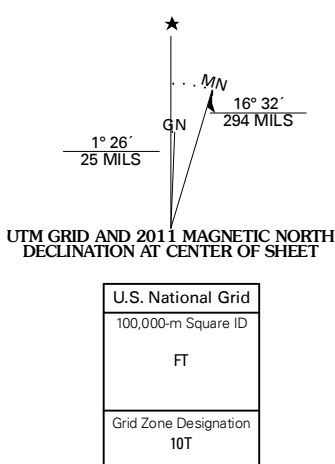 ★
MN
GN
16° 32´
294 MILS
1° 26´
25 MILS
UTM GRID AND 2011 MAGNETIC NORTH
DECLINATION AT CENTER OF SHEET
U.S. National Grid
100,000-m Square ID
FT
Grid Zone Designation
10T